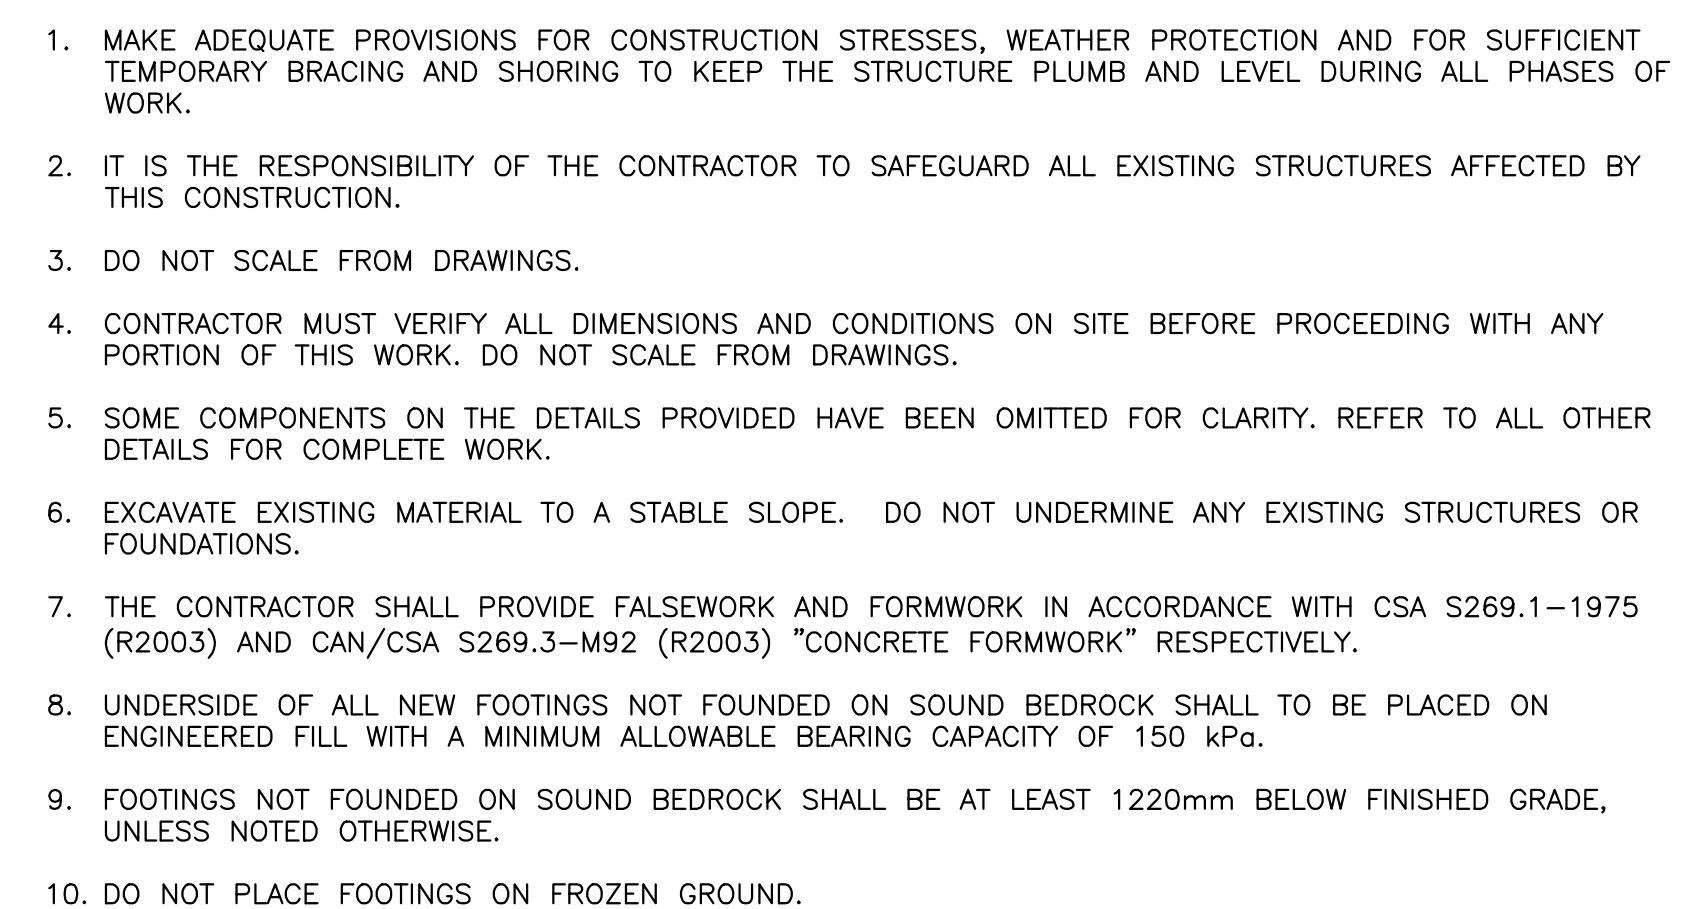 1. MAKE ADEQUATE PROVISIONS FOR CONSTRUCTION STRESSES, WEATHER PROTECTION AND FOR SUFFICIENT
TEMPORARY BRACING AND SHORING TO KEEP THE STRUCTURE PLUMB AND LEVEL DURING ALL PHASES OF
WORK.
2. IT IS THE RESPONSIBILITY OF THE CONTRACTOR TO SAFEGUARD ALL EXISTING STRUCTURES AFFECTED BY
THIS CONSTRUCTION.
3. DO NOT SCALE FROM DRAWINGS.
4. CONTRACTOR MUST VERIFY ALL DIMENSIONS AND CONDITIONS ON SITE BEFORE PROCEEDING WITH ANY
PORTION OF THIS WORK. DO NOT SCALE FROM DRAWINGS.
5. SOME COMPONENTS ON THE DETAILS PROVIDED HAVE BEEN OMITTED FOR CLARITY. REFER TO ALL OTHER
DETAILS FOR COMPLETE WORK.
6. EXCAVATE EXISTING MATERIAL TO A STABLE SLOPE.  DO NOT UNDERMINE ANY EXISTING STRUCTURES OR
FOUNDATIONS.
7. THE CONTRACTOR SHALL PROVIDE FALSEWORK AND FORMWORK IN ACCORDANCE WITH CSA S269.1–1975
(R2003) AND CAN/CSA S269.3–M92 (R2003) ”CONCRETE FORMWORK” RESPECTIVELY.
8. UNDERSIDE OF ALL NEW FOOTINGS NOT FOUNDED ON SOUND BEDROCK SHALL TO BE PLACED ON
ENGINEERED FILL WITH A MINIMUM ALLOWABLE BEARING CAPACITY OF 150 kPa.
9. FOOTINGS NOT FOUNDED ON SOUND BEDROCK SHALL BE AT LEAST 1220mm BELOW FINISHED GRADE,
UNLESS NOTED OTHERWISE.
10. DO NOT PLACE FOOTINGS ON FROZEN GROUND.